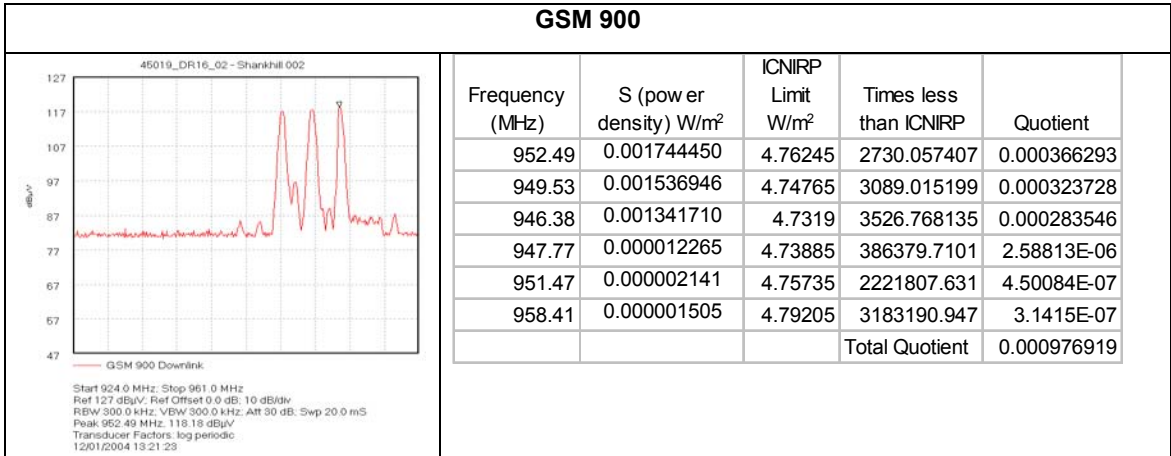 GSM 900
45019_DR16_02 - Shankhill 002
127
117
107
97
87
77
67
57
47
dBµV
GSM 900 Downlink
Start 924.0 MHz; Stop 961.0 MHz
Ref 127 dBµV; Ref Offset 0.0 dB; 10 dB/div
RBW 300.0 kHz; VBW 300.0 kHz; Att 30 dB; Swp 20.0 mS
Peak 952.49 MHz, 118.18 dBµV
Transducer Factors: log periodic
12/01/2004 13:21:23
Frequency (MHz) S (power density) W/m² ICNIRP Limit W/m² Times less than ICNIRP Quotient
952.49 0.001744450 4.76245 2730.057407 0.000366293
949.53 0.001536946 4.74765 3089.015199 0.000323728
946.38 0.001341710 4.7319 3526.768135 0.000283546
947.77 0.000012265 4.73885 386379.7101 2.58813E-06
951.47 0.000002141 4.75735 2221807.631 4.50084E-07
958.41 0.000001505 4.79205 3183190.947 3.1415E-07
Total Quotient 0.000976919